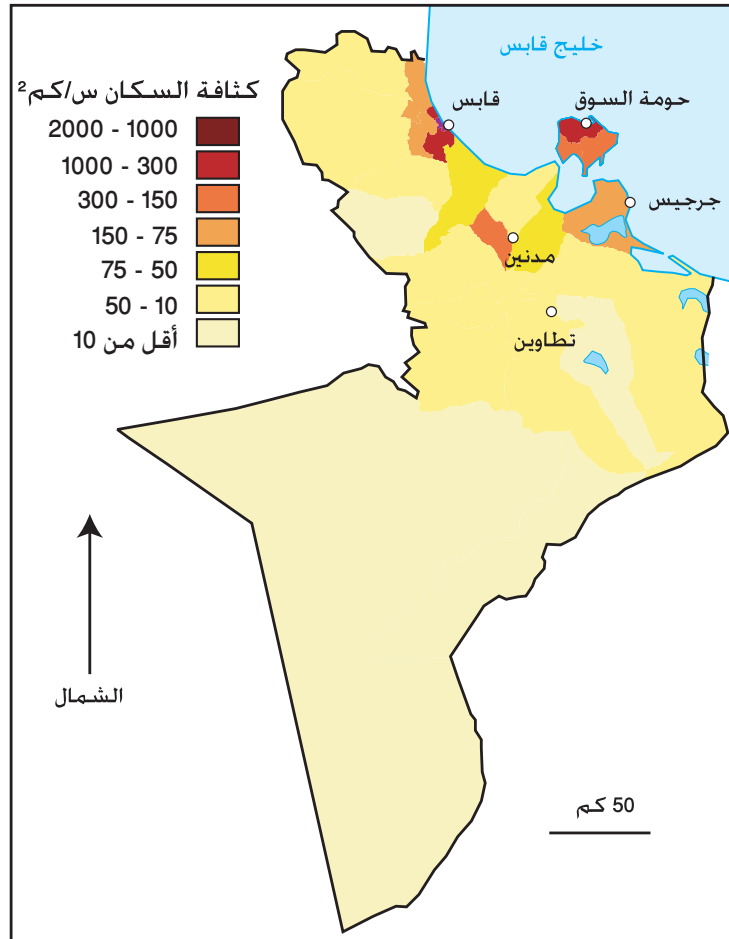 خليج قابس
كثافة السكان س/كم²
2000 - 1000
1000 - 300
300 - 150
150 - 75
75 - 50
50 - 10
أقل من 10
قابس
حومة السوق
جرجيس
مدنين
تطاوين
الشمال
50 كم